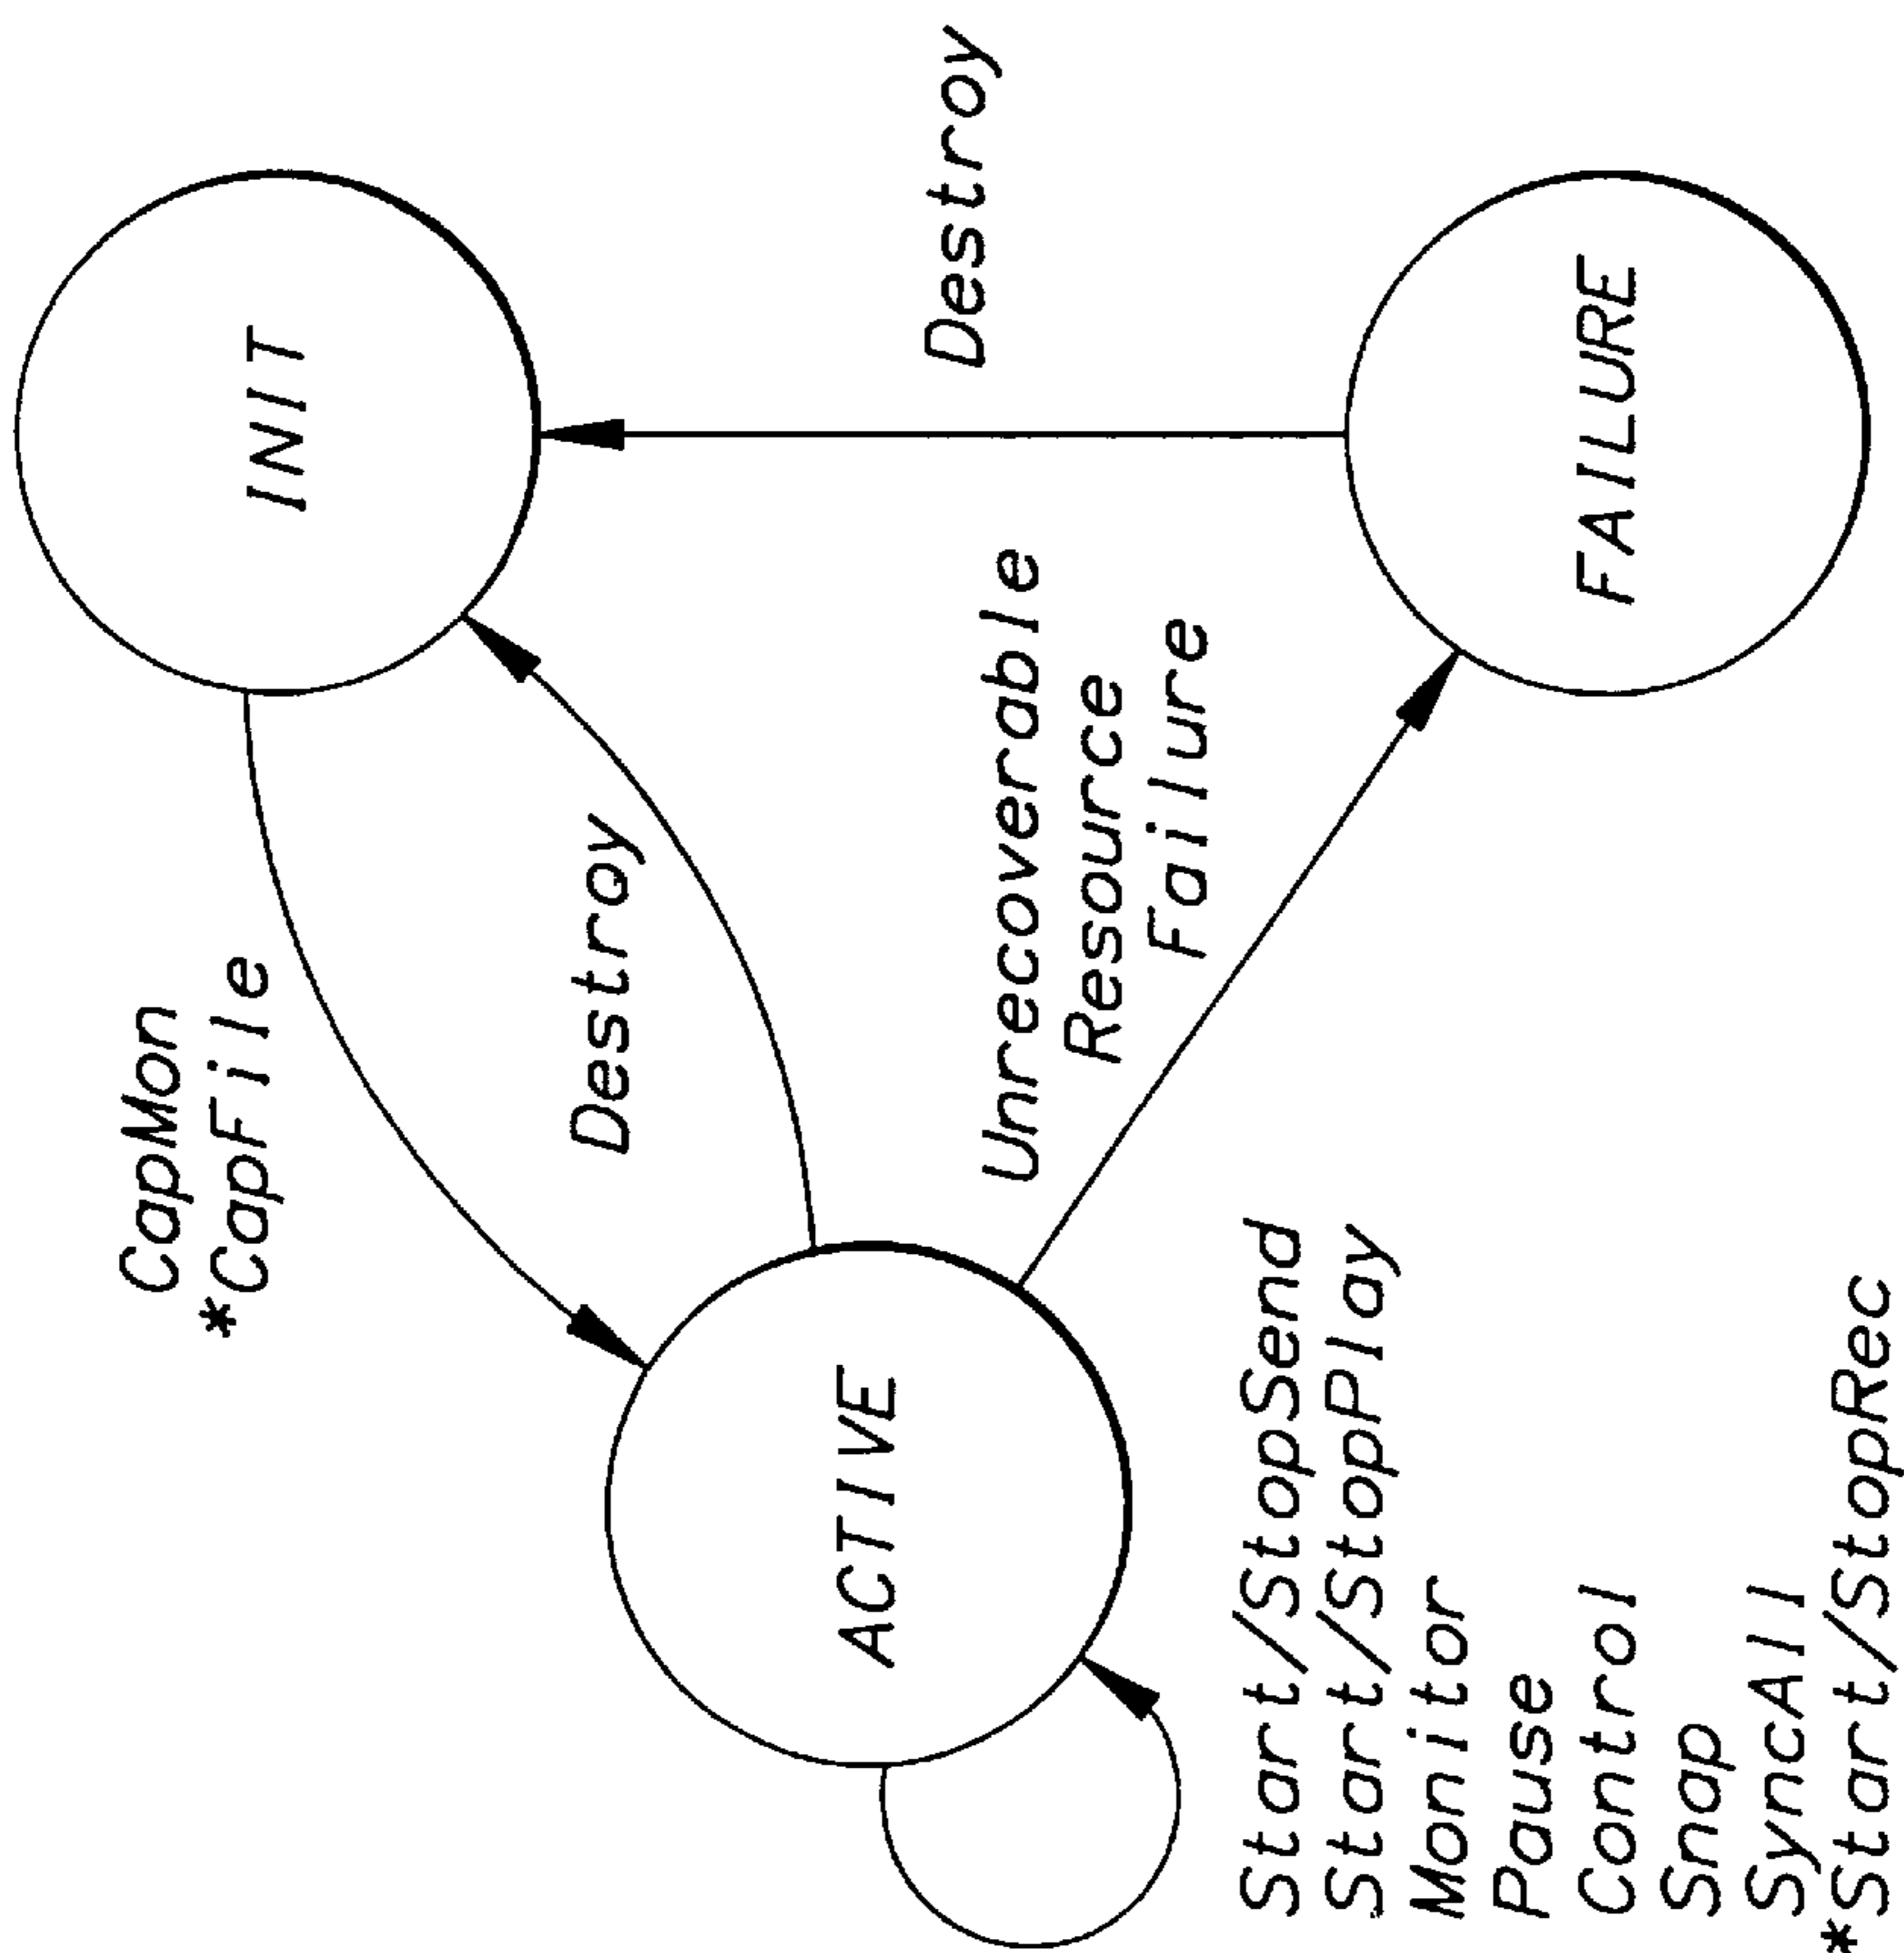 CapMon
*CapFile
INIT
Destroy
ACTIVE
Destroy
Unrecoverable
Resource
Failure
Start/StopSend
Start/StopPlay
Monitor
Pause
Control
Snap
SyncAll
*Start/StopRec
FAILURE